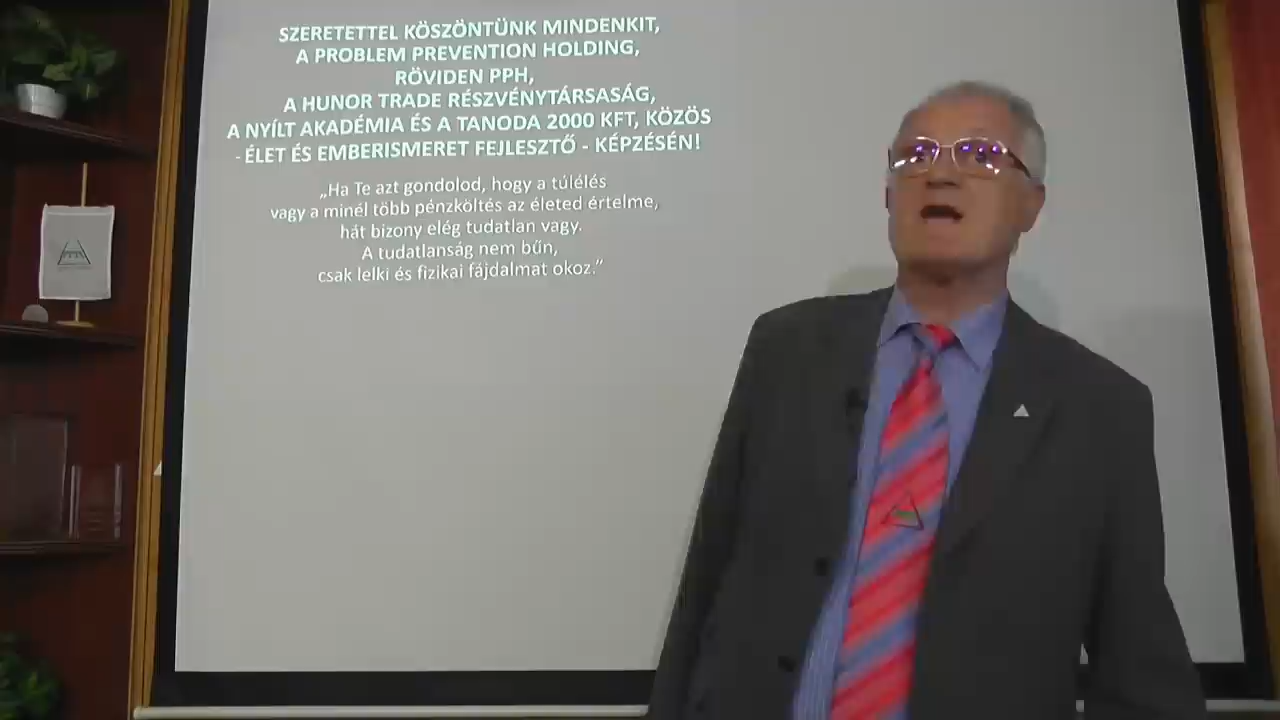 SZERETETTEL KÖSZÖNTÜNK MINDENKIT,
A PROBLEM PREVENTION HOLDING,
RÖVIDEN PPH,
A HUNOR TRADE RÉSZVÉNYTÁRSASÁG,
A NYÍLT AKADÉMIA ÉS A TANODA 2000 KFT, KÖZÖS
- ÉLET ÉS EMBERISMERET FEJLESZTŐ - KÉPZÉSÉN!
„Ha Te azt gondolod, hogy a túlélés
vagy a minél több pénzköltés az életed értelme,
hát bizony elég tudatlan vagy.
A tudatlanság nem bűn,
csak lelki és fizikai fájdalmat okoz.”